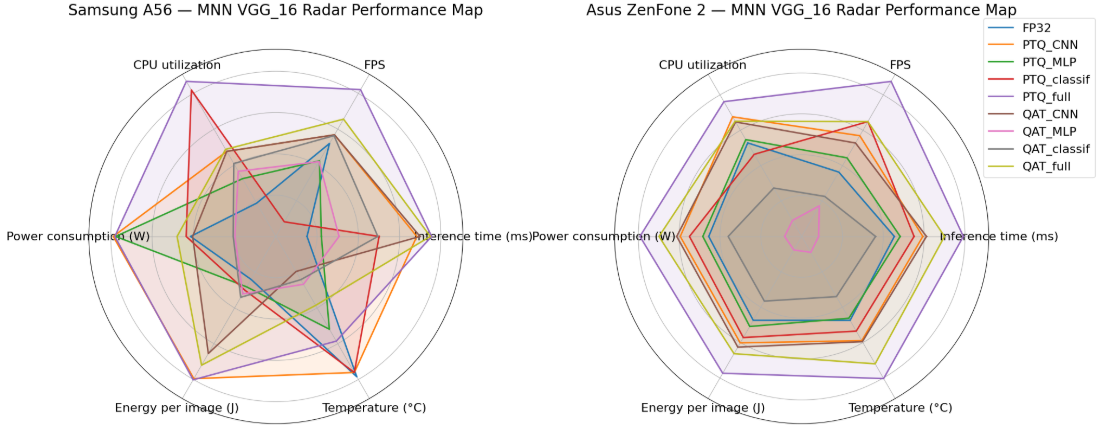 Samsung A56 — MNN VGG_16 Radar Performance Map
CPU utilization
FPS
Power consumption (W)
Inference time (ms)
Energy per image (J)
Temperature (°C)
Asus ZenFone 2 — MNN VGG_16 Radar Performance Map
CPU utilization
FPS
Power consumption (W)
Inference time (ms)
Energy per image (J)
Temperature (°C)
FP32
PTQ_CNN
PTQ_MLP
PTQ_classif
PTQ_full
QAT_CNN
QAT_MLP
QAT_classif
QAT_full